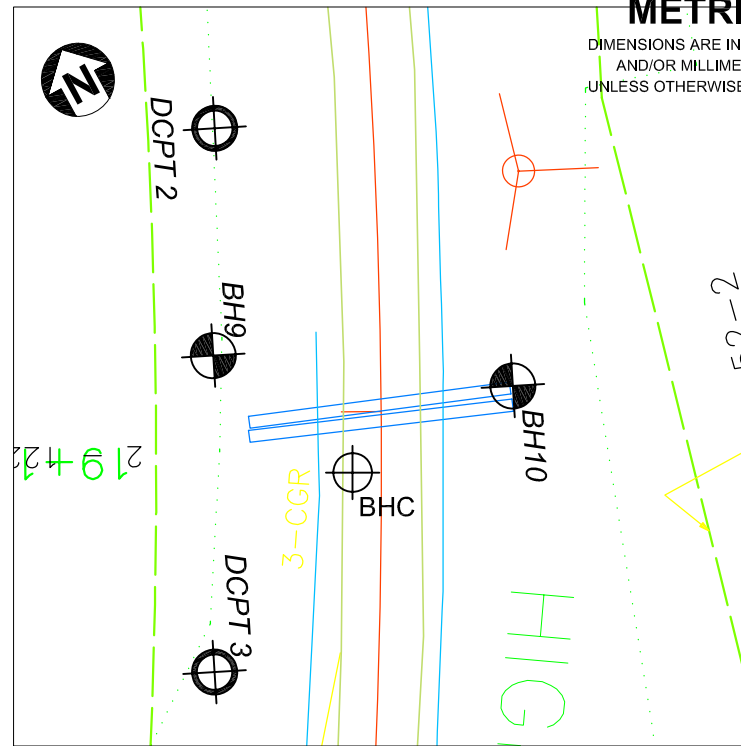 METRI
DIMENSIONS ARE IN
AND/OR MILLIME
UNLESS OTHERWISE
N
DCPT 2
BH9
BH10
BHC
3-CGR
DCPT 3
HIG